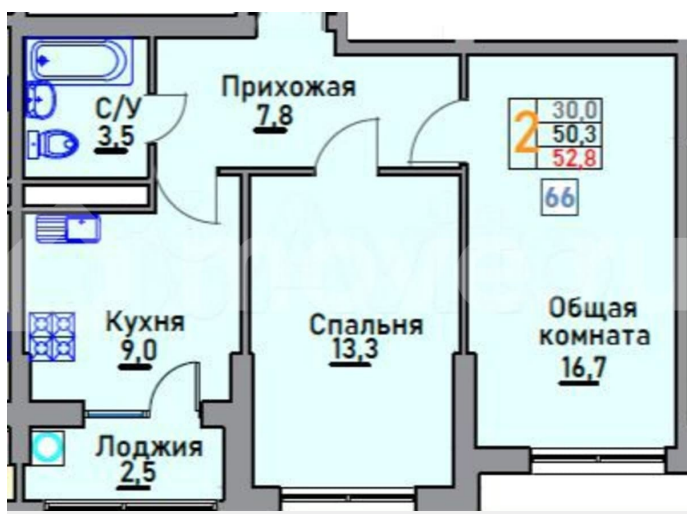 С/У
3,5
Прихожая
7,8
2
30,0
50,3
52,8
66
Кухня
9,0
Спальня
13,3
Общая
комната
16,7
Лоджия
2,5